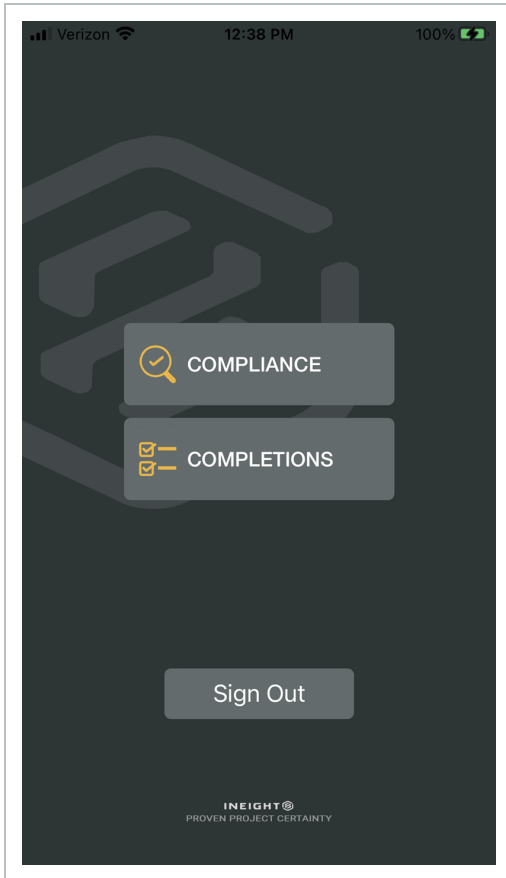 Verizon 12:38 PM 100%
COMPLIANCE
COMPLETIONS
Sign Out
INEIGHT
PROVEN PROJECT CERTAINTY